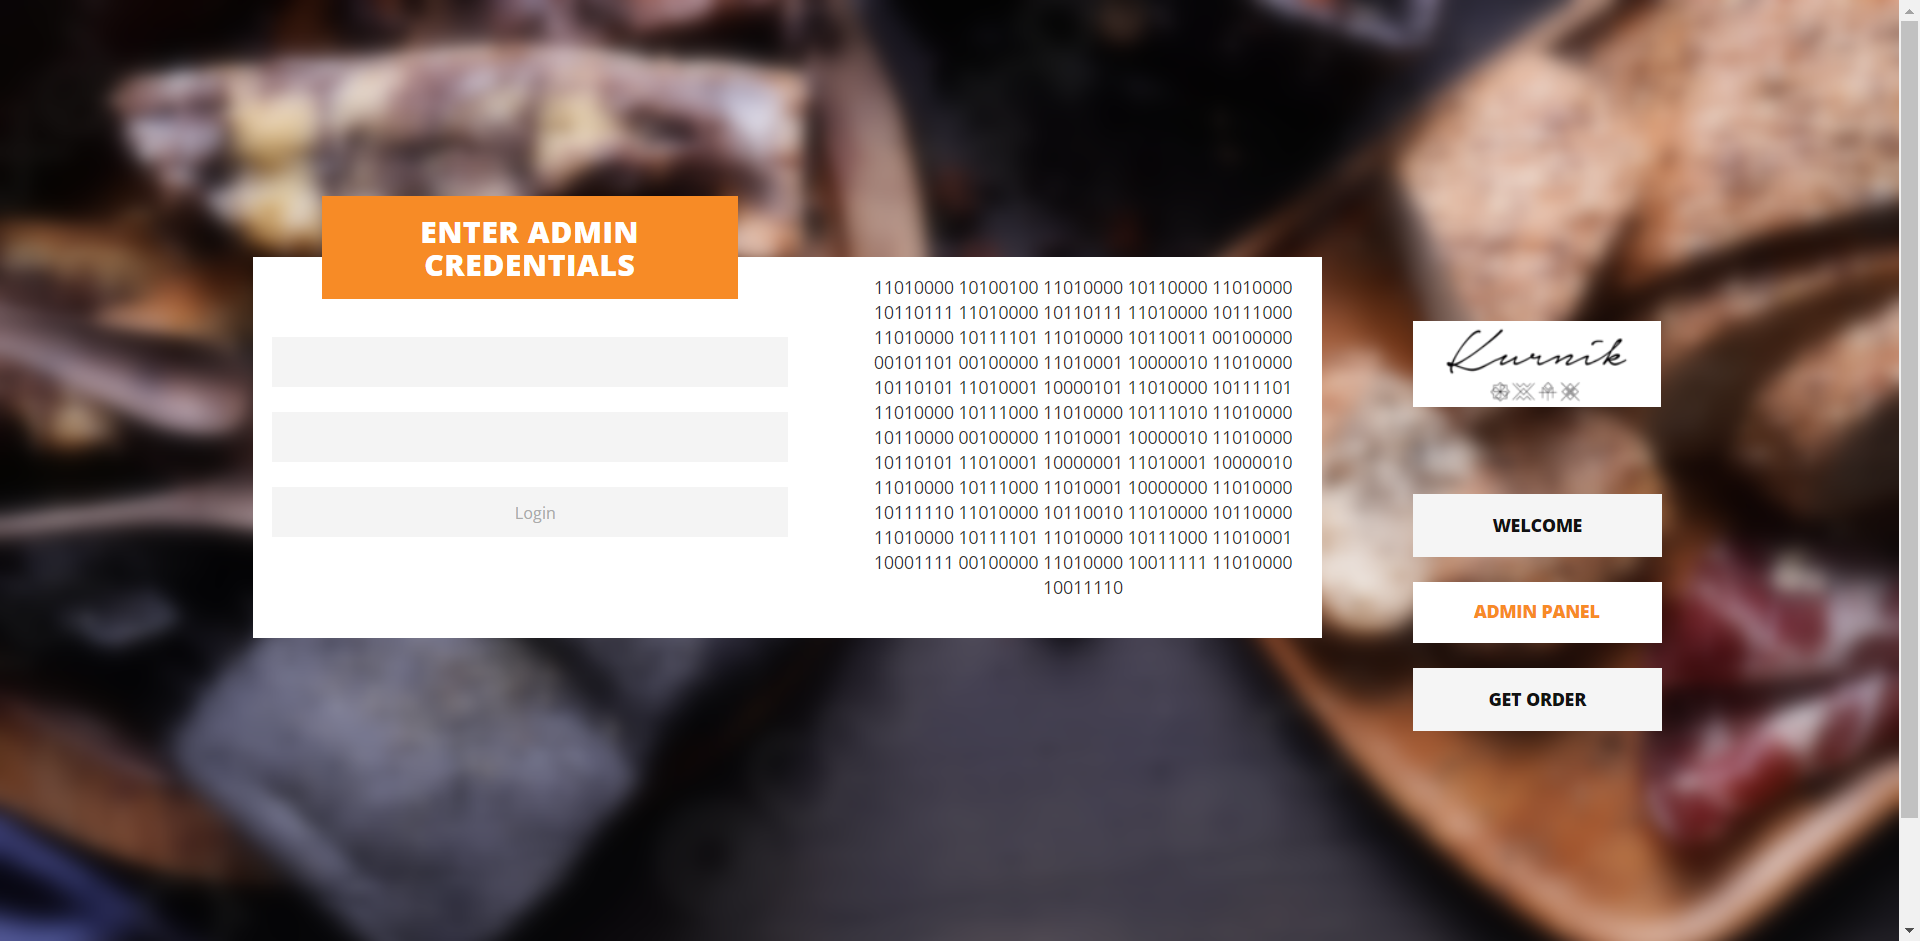 ENTER ADMIN
CREDENTIALS
Login
11010000 10100100 11010000 10110000 11010000
10110111 11010000 10110111 11010000 10111000
11010000 10111101 11010000 10110011 00100000
00101101 00100000 11010001 10000010 11010000
10110101 11010001 10000101 11010000 10111101
11010000 10111000 11010000 10111010 11010000
10110000 00100000 11010001 10000010 11010000
10110101 11010001 10000001 11010001 10000010
11010000 10111000 11010001 10000000 11010000
10111110 11010000 10110010 11010000 10110000
11010000 10111101 11010000 10111000 11010001
10001111 00100000 11010000 10011111 11010000
10011110
Kurnik
WELCOME
ADMIN PANEL
GET ORDER